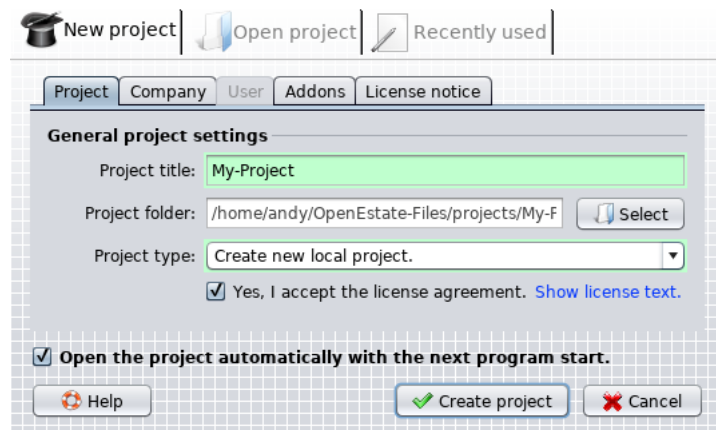 New project Open project Recently used
Project Company User Addons License notice
General project settings
Project title: My-Project
Project folder: /home/andy/OpenEstate-Files/projects/My-P Select
Project type: Create new local project.
Yes, I accept the license agreement. Show license text.
Open the project automatically with the next program start.
Help Create project Cancel